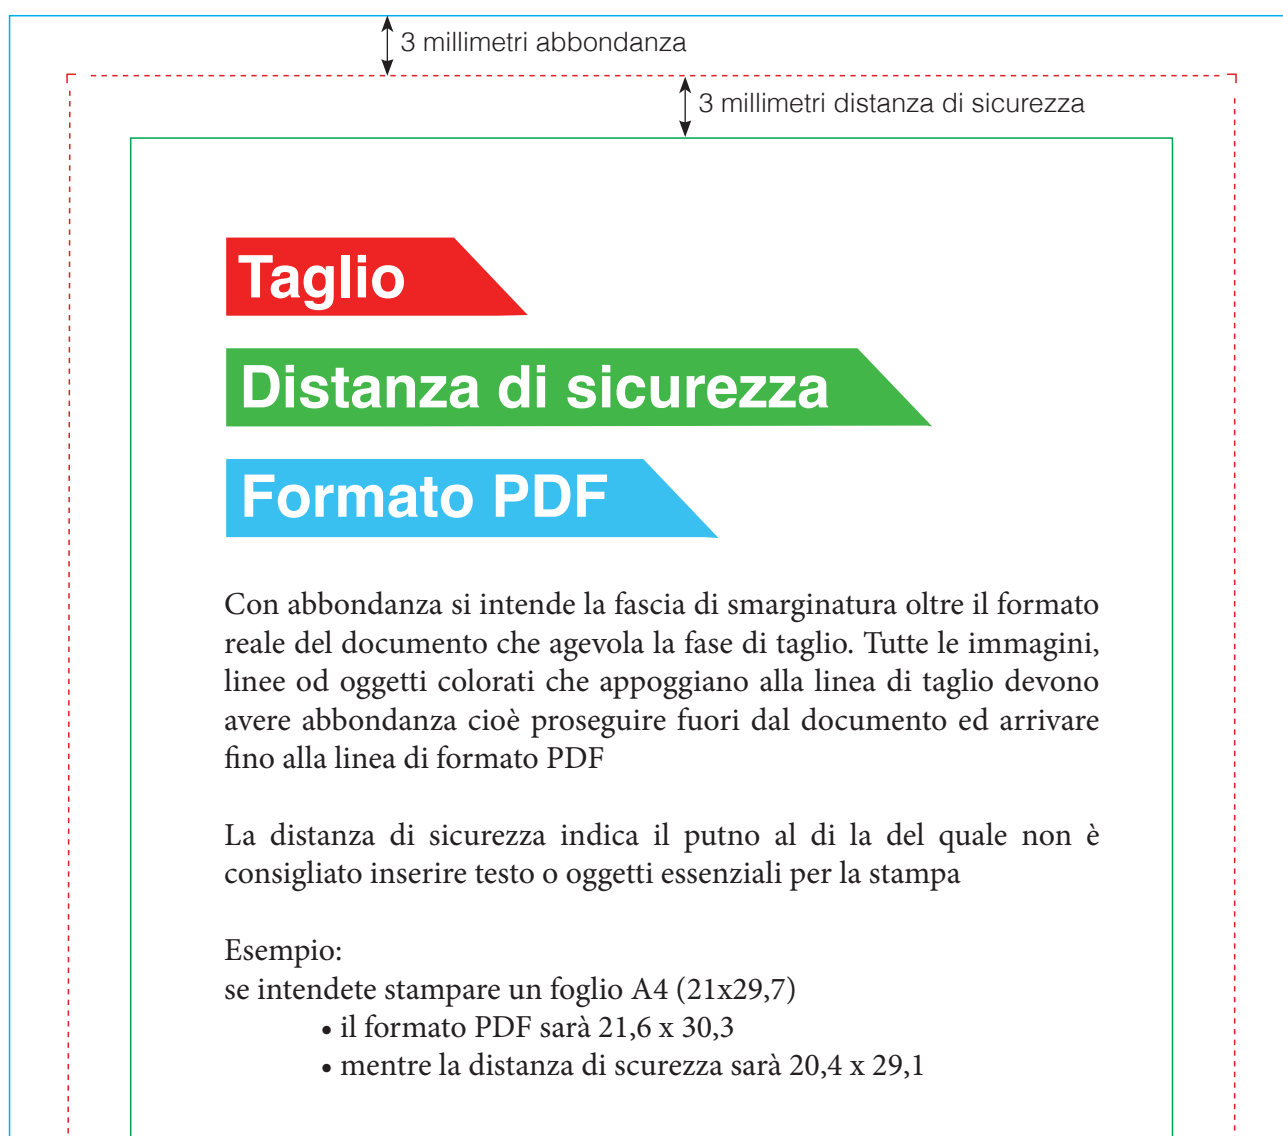 3 millimetri abbondanza
3 millimetri distanza di sicurezza
Taglio
Distanza di sicurezza
Formato PDF
Con abbondanza si intende la fascia di smarginatura oltre il formato
reale del documento che agevola la fase di taglio. Tutte le immagini,
linee od oggetti colorati che appoggiano alla linea di taglio devono
avere abbondanza cioè proseguire fuori dal documento ed arrivare
fino alla linea di formato PDF
La distanza di sicurezza indica il putno al di la del quale non è
consigliato inserire testo o oggetti essenziali per la stampa
Esempio:
se intendete stampare un foglio A4 (21x29,7)
• il formato PDF sarà 21,6 x 30,3
• mentre la distanza di scurezza sarà 20,4 x 29,1